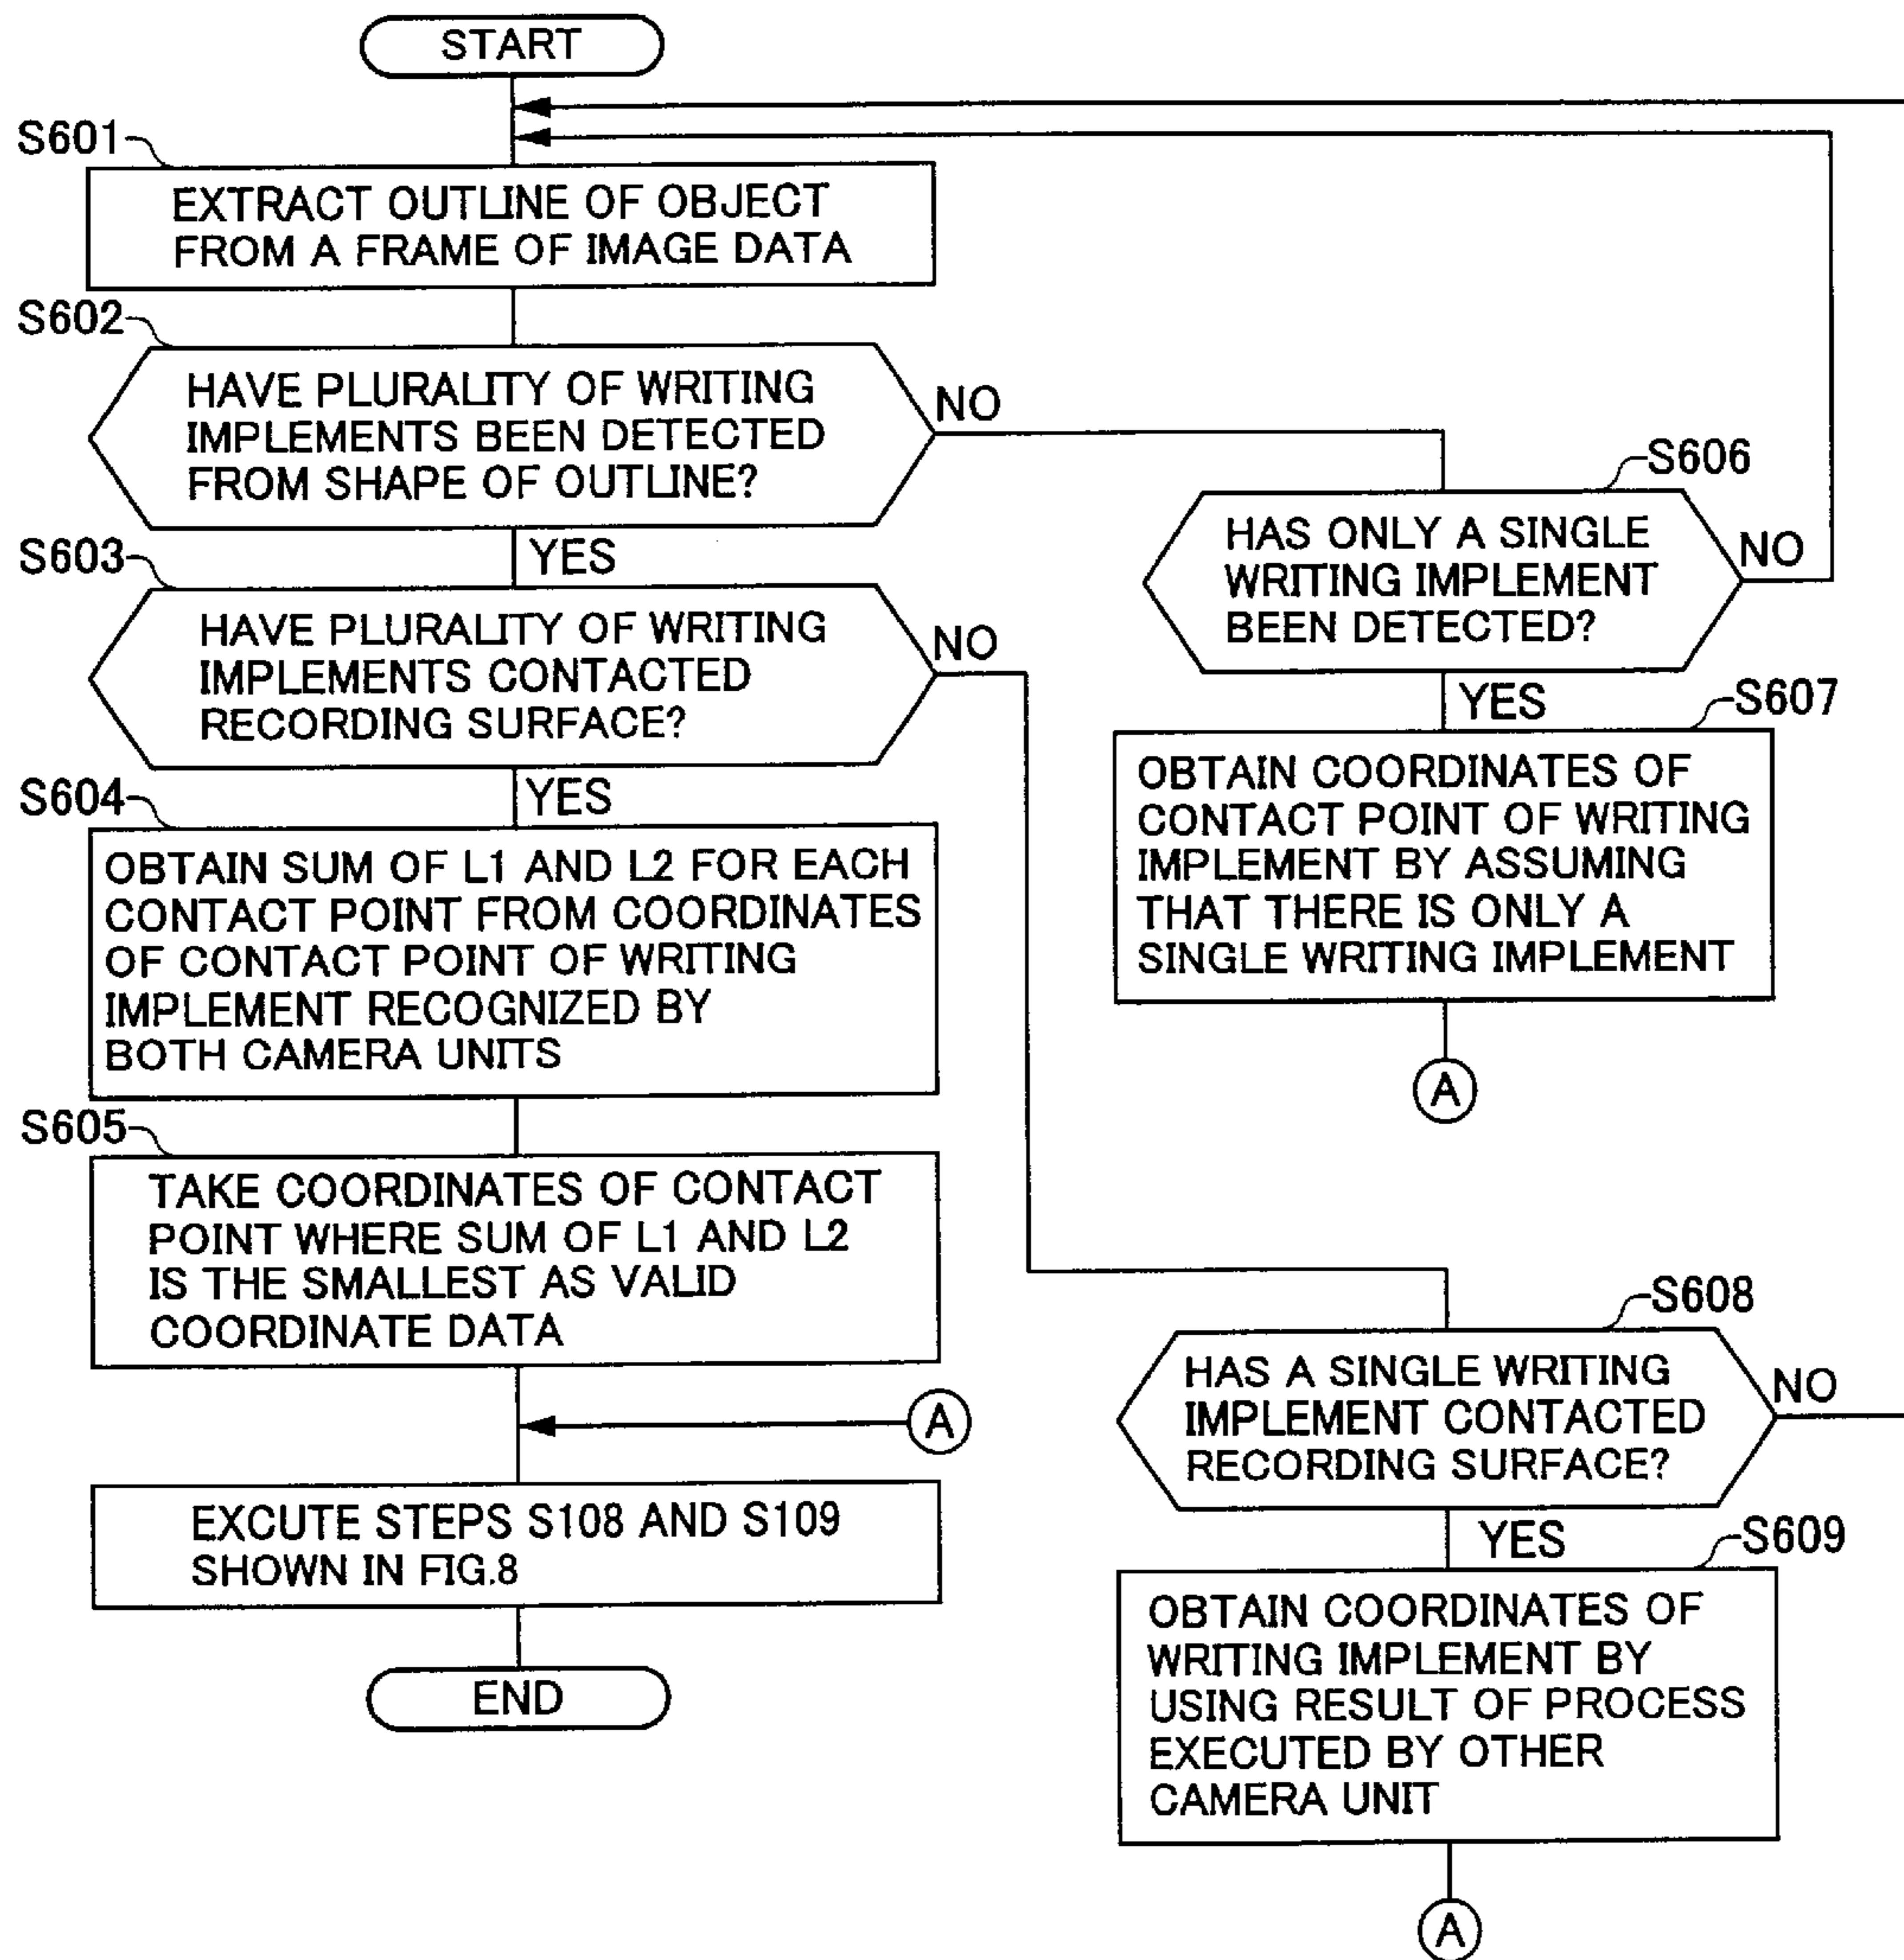 START
S601
EXTRACT OUTLINE OF OBJECT
FROM A FRAME OF IMAGE DATA
S602
HAVE PLURALITY OF WRITING
IMPLEMENTS BEEN DETECTED
FROM SHAPE OF OUTLINE?
NO
YES
S603
HAVE PLURALITY OF WRITING
IMPLEMENTS CONTACTED
RECORDING SURFACE?
NO
YES
S604
OBTAIN SUM OF L1 AND L2 FOR EACH
CONTACT POINT FROM COORDINATES
OF CONTACT POINT OF WRITING
IMPLEMENT RECOGNIZED BY
BOTH CAMERA UNITS
S605
TAKE COORDINATES OF CONTACT
POINT WHERE SUM OF L1 AND L2
IS THE SMALLEST AS VALID
COORDINATE DATA
A
EXCUTE STEPS S108 AND S109
SHOWN IN FIG.8
END
S606
HAS ONLY A SINGLE
WRITING IMPLEMENT
BEEN DETECTED?
NO
YES
S607
OBTAIN COORDINATES OF
CONTACT POINT OF WRITING
IMPLEMENT BY ASSUMING
THAT THERE IS ONLY A
SINGLE WRITING IMPLEMENT
A
S608
HAS A SINGLE WRITING
IMPLEMENT CONTACTED
RECORDING SURFACE?
NO
YES
S609
OBTAIN COORDINATES OF
WRITING IMPLEMENT BY
USING RESULT OF PROCESS
EXECUTED BY OTHER
CAMERA UNIT
A